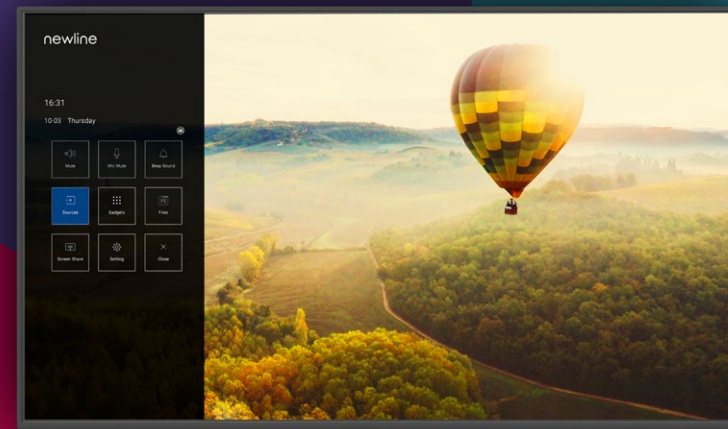 newline
16:31
10-03 Thursday
Mute Mic Mute Beep Sound
Sources Gadgets Files
Screen Share Setting Close